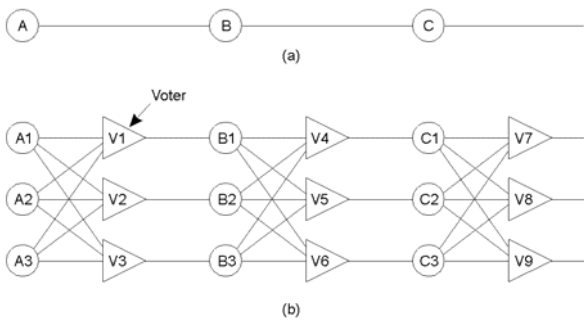 A B C
(a)
Voter
A1 V1 B1 V4 C1 V7
A2 V2 B2 V5 C2 V8
A3 V3 B3 V6 C3 V9
(b)